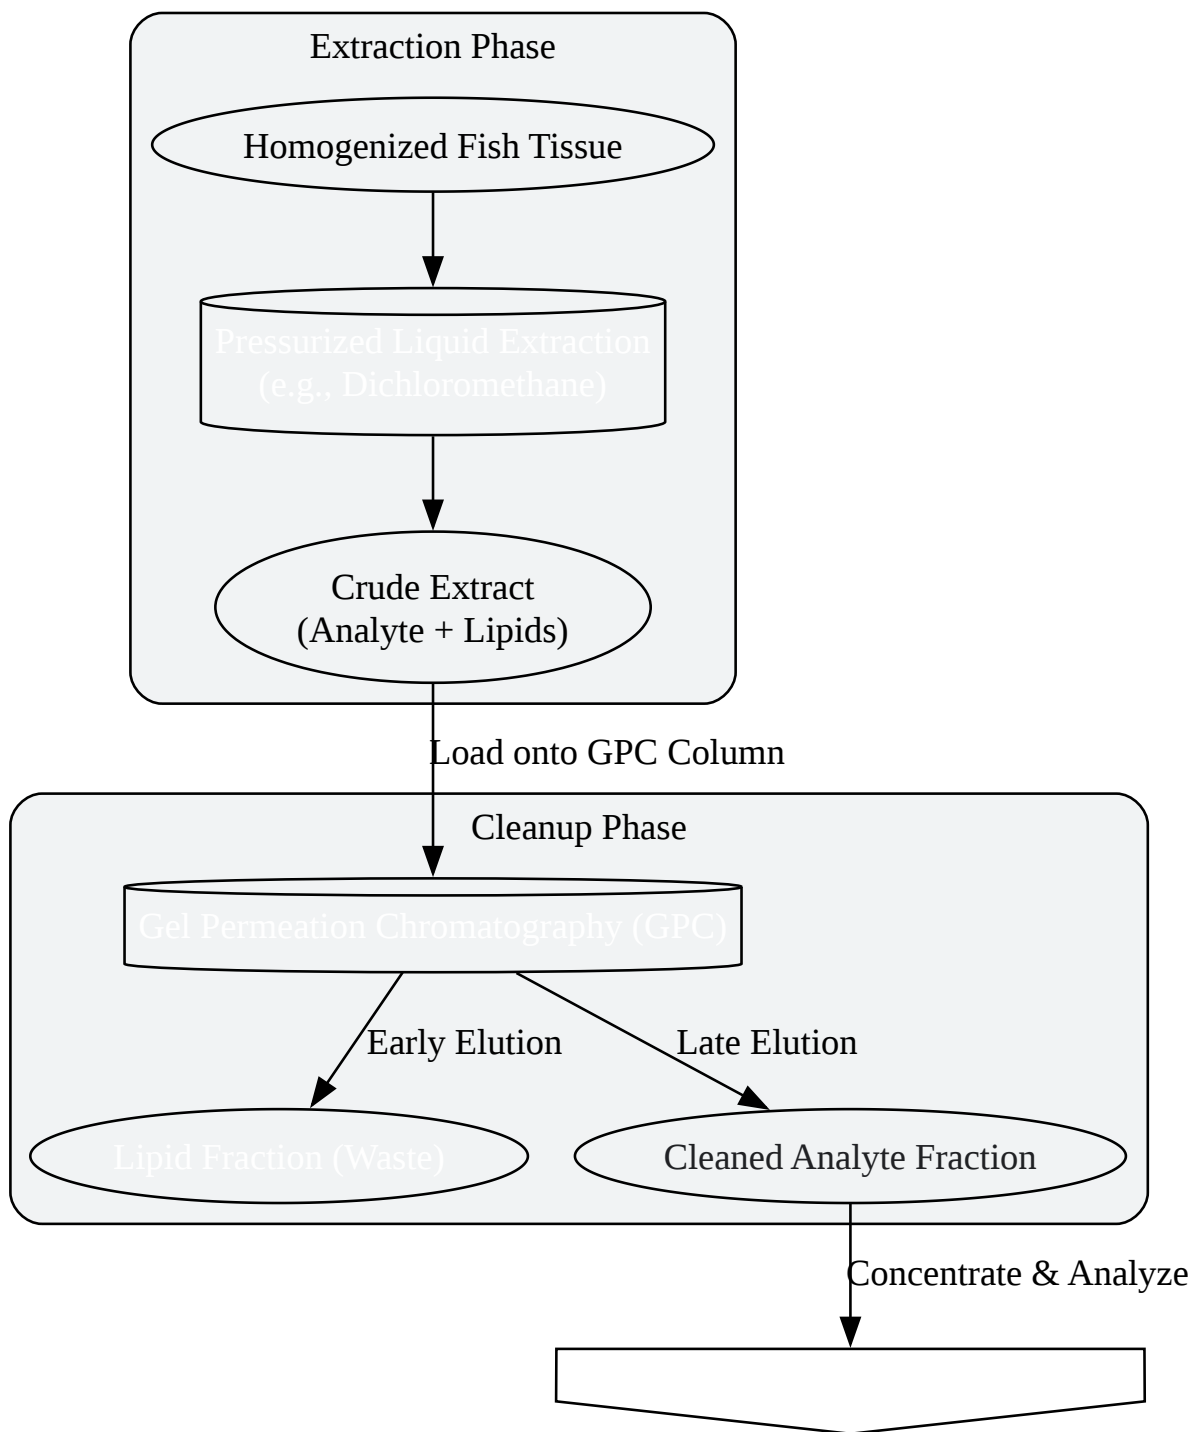 Extraction Phase
Homogenized Fish Tissue
Pressurized Liquid Extraction
(e.g., Dichloromethane)
Crude Extract
(Analyte + Lipids)
Load onto GPC Column
Cleanup Phase
Gel Permeation Chromatography (GPC)
Early Elution
Late Elution
Lipid Fraction (Waste)
Cleaned Analyte Fraction
Concentrate & Analyze